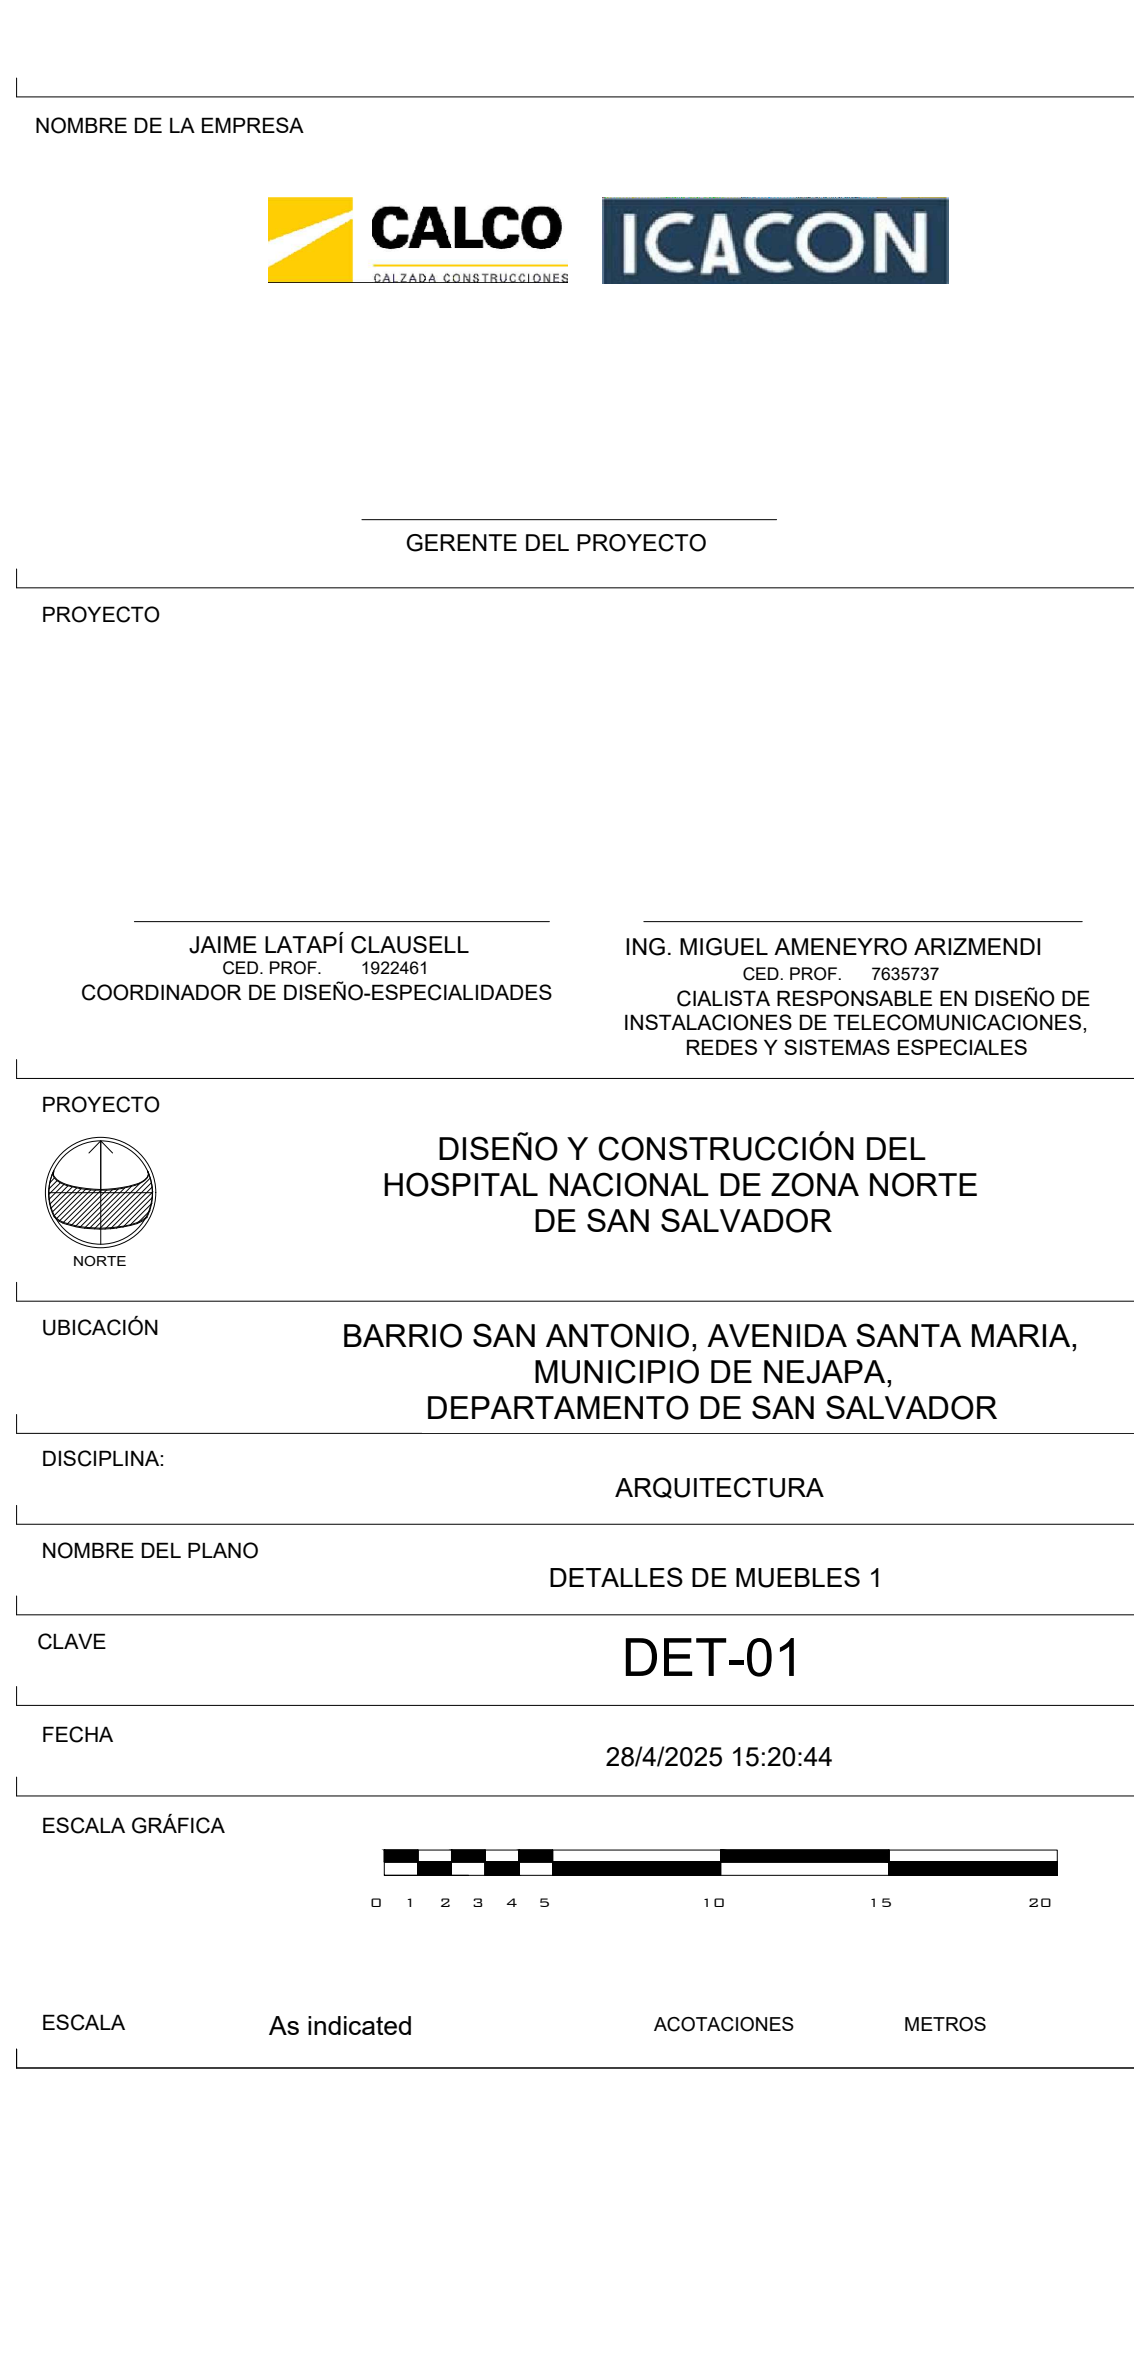 NOMBRE DE LA EMPRESA
CALCO
CALZADA CONSTRUCCIONES
ICACON
GERENTE DEL PROYECTO
PROYECTO
JAIME LATAPÍ CLAUSELL
CED. PROF. 1922461
COORDINADOR DE DISEÑO-ESPECIALIDADES
ING. MIGUEL AMENEYRO ARIZMENDI
CED. PROF. 7635737
CIALISTA RESPONSABLE EN DISEÑO DE
INSTALACIONES DE TELECOMUNICACIONES,
REDES Y SISTEMAS ESPECIALES
PROYECTO
NORTE
DISEÑO Y CONSTRUCCIÓN DEL
HOSPITAL NACIONAL DE ZONA NORTE
DE SAN SALVADOR
UBICACIÓN
BARRIO SAN ANTONIO, AVENIDA SANTA MARIA,
MUNICIPIO DE NEJAPA,
DEPARTAMENTO DE SAN SALVADOR
DISCIPLINA:
ARQUITECTURA
NOMBRE DEL PLANO
DETALLES DE MUEBLES 1
CLAVE
DET-01
FECHA
28/4/2025 15:20:44
ESCALA GRÁFICA
0 1 2 3 4 5 10 15 20
ESCALA As indicated ACOTACIONES METROS